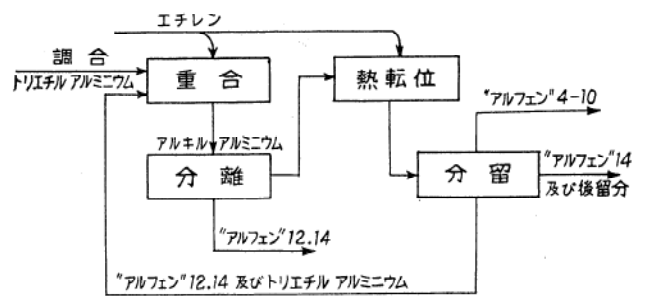 エチレン
調合
トリエチル アルミニウム
重合
熱転位
"アルフェン"4-10
アルキル アルミニウム
分離
分留
"アルフェン"14
及び後留分
"アルフェン"12.14
"アルフェン"12.14 及びトリエチル アルミニウム